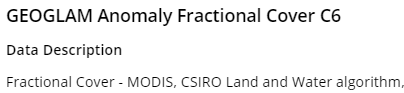 GEOGLAM Anomaly Fractional Cover C6
Data Description
Fractional Cover - MODIS, CSIRO Land and Water algorithm,